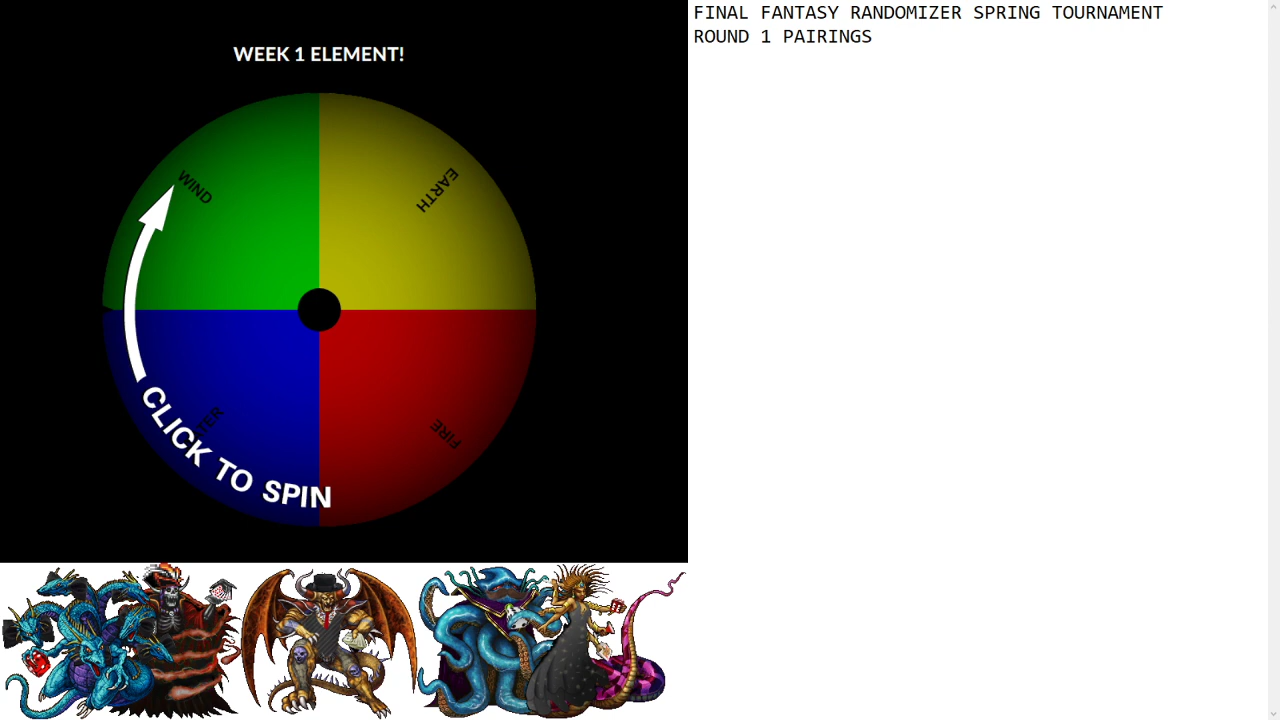 FINAL FANTASY RANDOMIZER SPRING TOURNAMENT
ROUND 1 PAIRINGS
WEEK 1 ELEMENT!
WIND
EARTH
FIRE
CLICK TO SPIN